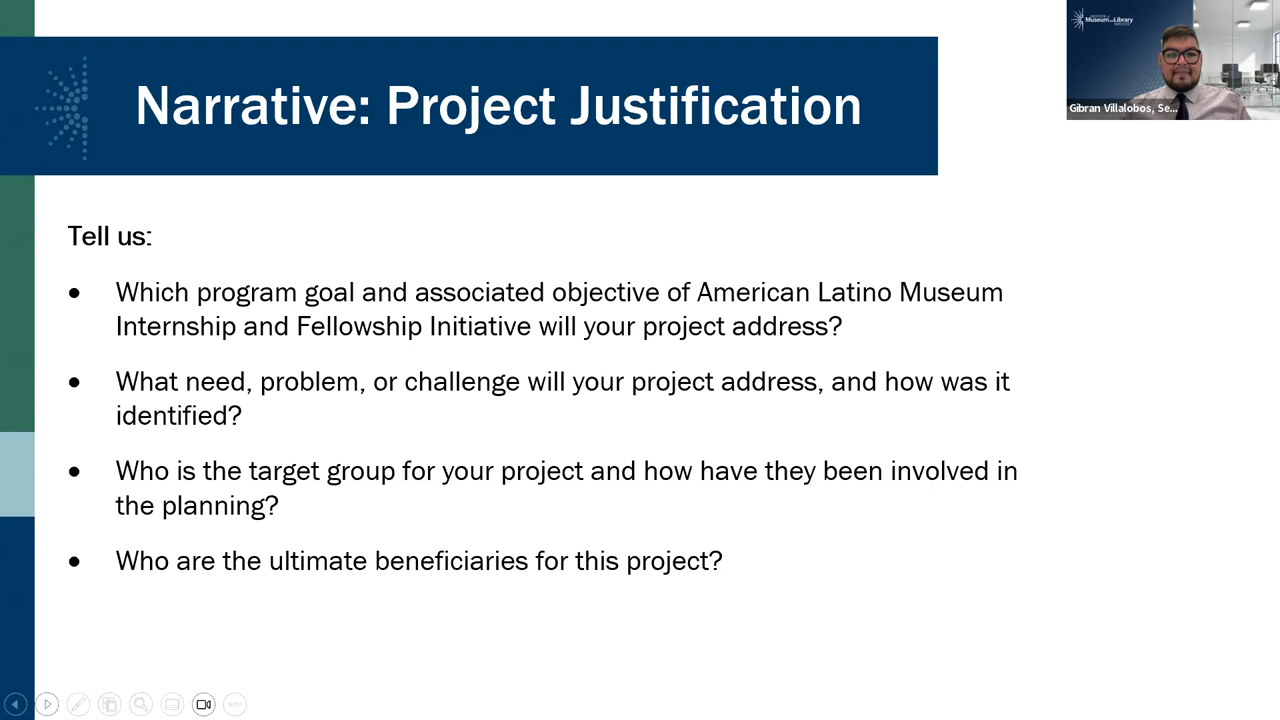 Narrative: Project Justification
Museum and Library
SERVICES
Gibran Villalobos, Se...
Tell us:
• Which program goal and associated objective of American Latino Museum
Internship and Fellowship Initiative will your project address?
• What need, problem, or challenge will your project address, and how was it
identified?
• Who is the target group for your project and how have they been involved in
the planning?
• Who are the ultimate beneficiaries for this project?